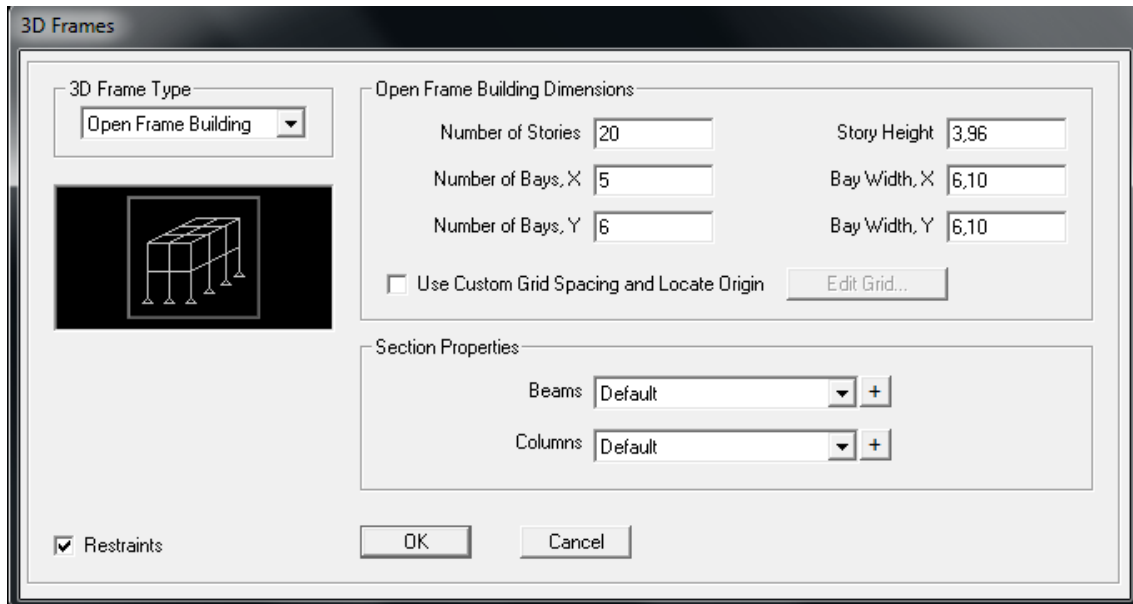 3D Frames
3D Frame Type
Open Frame Building
Open Frame Building Dimensions
Number of Stories 20 Story Height 3,96
Number of Bays, X 5 Bay Width, X 6,10
Number of Bays, Y 6 Bay Width, Y 6,10
Use Custom Grid Spacing and Locate Origin Edit Grid...
Section Properties
Beams Default +
Columns Default +
Restraints OK Cancel